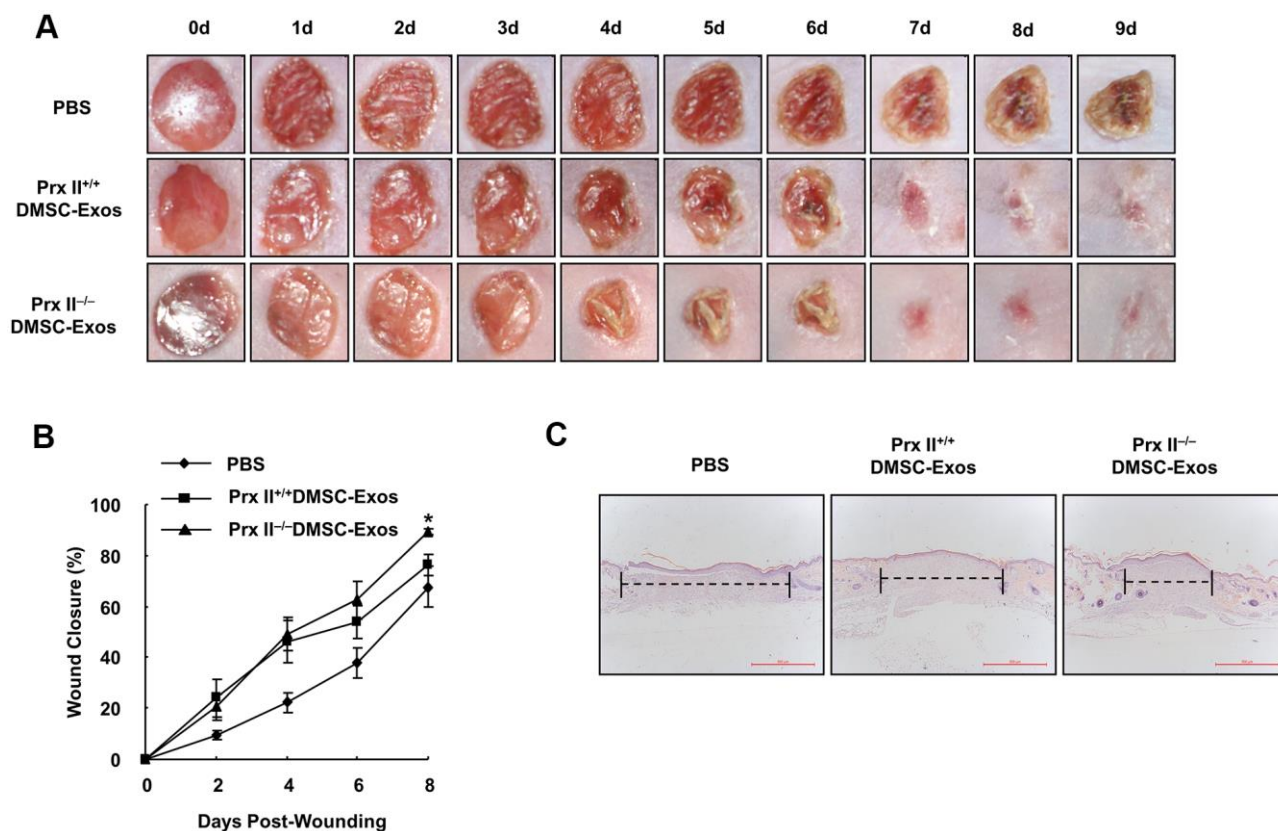 A
0d 1d 2d 3d 4d 5d 6d 7d 8d 9d
PBS
Prx II+/+
DMSC-Exos
Prx II–/–
DMSC-Exos
B
PBS
Prx II+/+DMSC-Exos
Prx II–/–DMSC-Exos
100
80
60
40
20
0
*
Wound Closure (%)
0 2 4 6 8
Days Post-Wounding
C
PBS
Prx II+/+
DMSC-Exos
Prx II–/–
DMSC-Exos